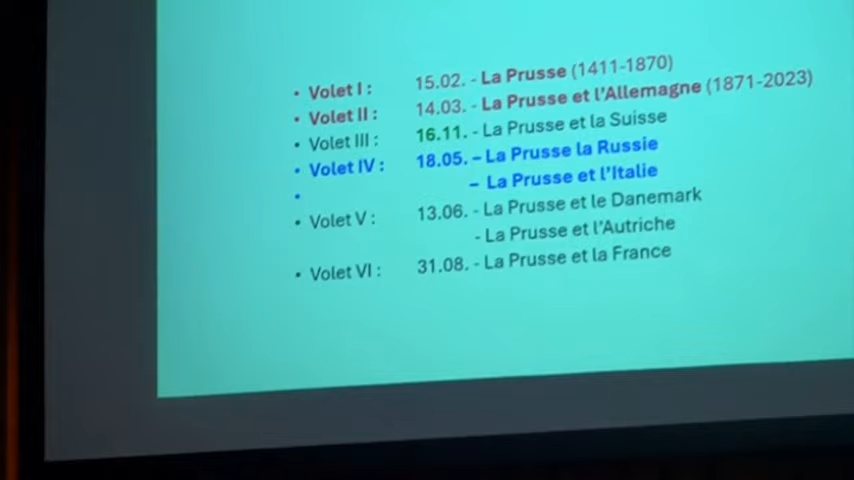 • Volet I : 15.02. - La Prusse (1411-1870)
• Volet II : 14.03. - La Prusse et l'Allemagne (1871-2023)
• Volet III : 16.11. - La Prusse et la Suisse
• Volet IV : 18.05. – La Prusse la Russie
• – La Prusse et l'Italie
• Volet V : 13.06. - La Prusse et le Danemark
- La Prusse et l'Autriche
• Volet VI : 31.08. - La Prusse et la France